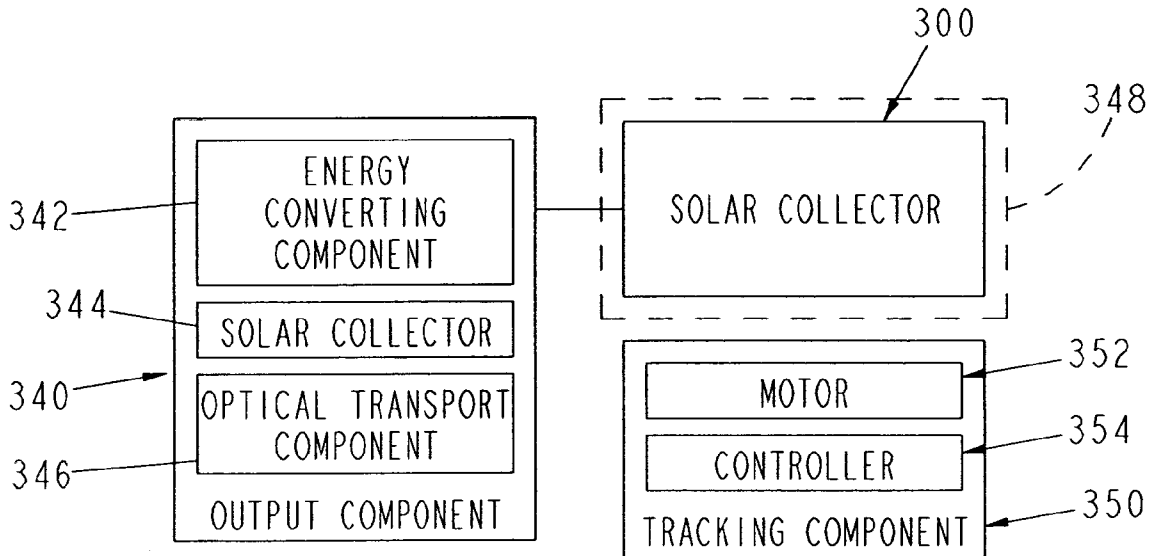 300
348
ENERGY
CONVERTING
COMPONENT
342
SOLAR COLLECTOR
344
SOLAR COLLECTOR
340
OPTICAL TRANSPORT
COMPONENT
346
OUTPUT COMPONENT
MOTOR
352
CONTROLLER
354
TRACKING COMPONENT
350